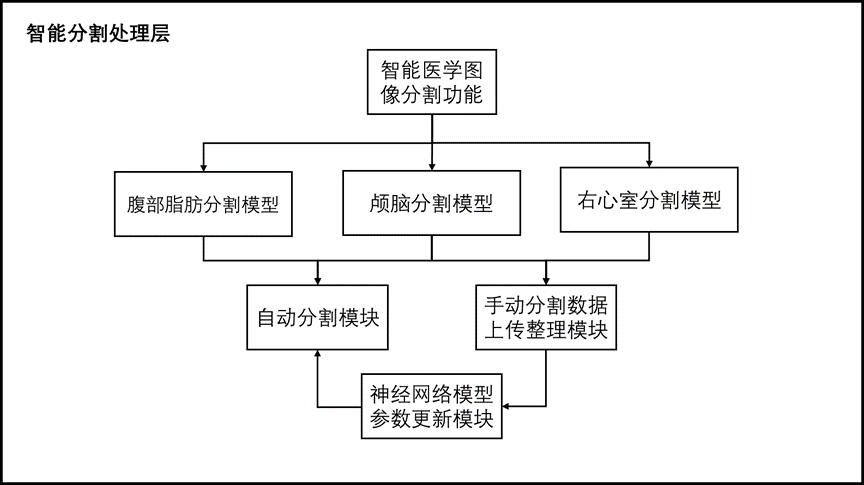 智能分割处理层
智能医学图
像分割功能
腹部脂肪分割模型
颅脑分割模型
右心室分割模型
自动分割模块
手动分割数据
上传整理模块
神经网络模型
参数更新模块